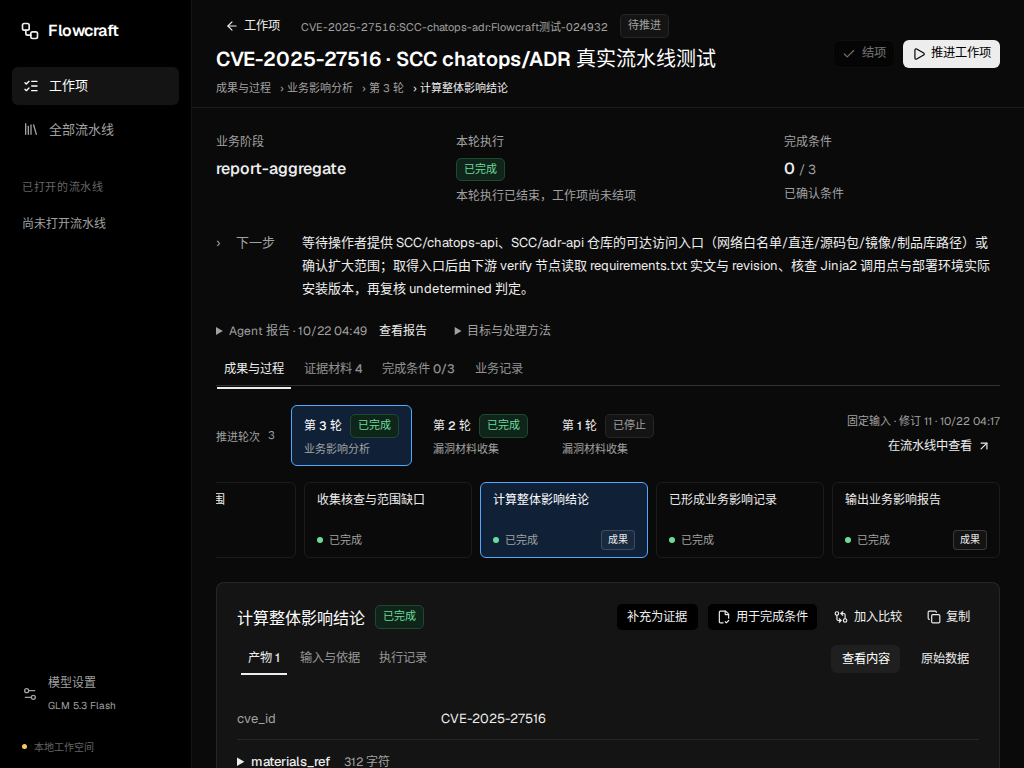 Flowcraft
工作项
全部流水线
已打开的流水线
尚未打开流水线
模型设置
GLM 5.3 Flash
本地工作空间
工作项 CVE-2025-27516:SCC-chatops-adr:Flowcraft测试-024932 待推进
CVE-2025-27516 · SCC chatops/ADR 真实流水线测试
结项 推进工作项
成果与过程 › 业务影响分析 › 第 3 轮 › 计算整体影响结论
业务阶段
report-aggregate
本轮执行
已完成
本轮执行已结束，工作项尚未结项
完成条件
0 / 3
已确认条件
› 下一步
等待操作者提供 SCC/chatops-api、SCC/adr-api 仓库的可达访问入口（网络白名单/直连/源码包/镜像/制品库路径）或
确认扩大范围；取得入口后由下游 verify 节点读取 requirements.txt 实文与 revision、核查 Jinja2 调用点与部署环境实际
安装版本，再复核 undetermined 判定。
Agent 报告 · 10/22 04:49 查看报告 目标与处理方法
成果与过程 证据材料 4 完成条件 0/3 业务记录
推进轮次 3
第 3 轮 已完成
业务影响分析
第 2 轮 已完成
漏洞材料收集
第 1 轮 已停止
漏洞材料收集
固定输入 · 修订 11 · 10/22 04:17
在流水线中查看
围
收集核查与范围缺口
已完成
计算整体影响结论
已完成 成果
已形成业务影响记录
已完成
输出业务影响报告
已完成 成果
计算整体影响结论 已完成
补充为证据 用于完成条件 加入比较 复制
产物 1 输入与依据 执行记录
查看内容 原始数据
cve_id CVE-2025-27516
materials_ref 312 字符